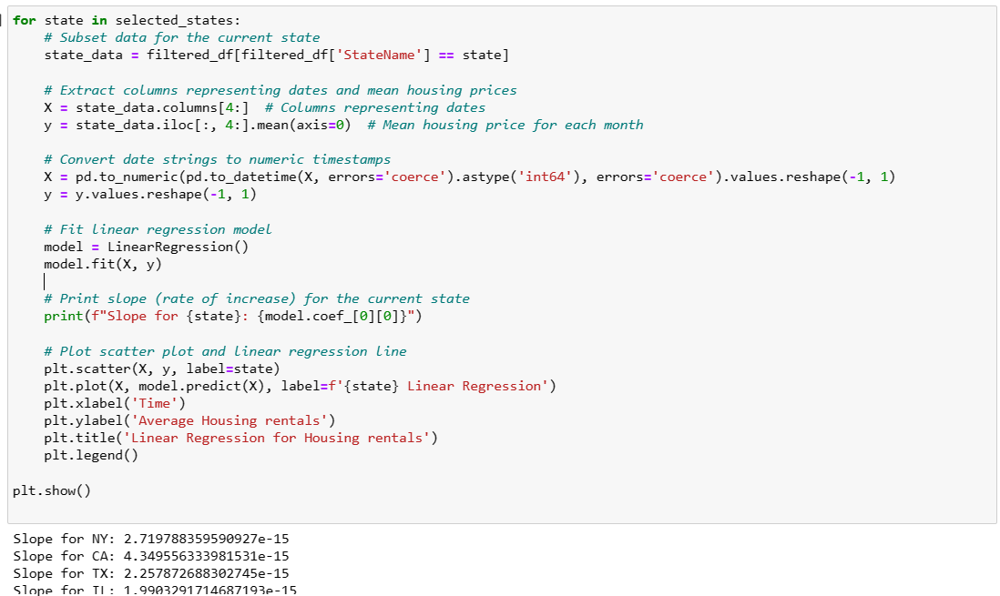 for state in selected_states:
    # Subset data for the current state
    state_data = filtered_df[filtered_df['StateName'] == state]
    # Extract columns representing dates and mean housing prices
    X = state_data.columns[4:]  # Columns representing dates
    y = state_data.iloc[:, 4:].mean(axis=0)  # Mean housing price for each month
    # Convert date strings to numeric timestamps
    X = pd.to_numeric(pd.to_datetime(X, errors='coerce').astype('int64'), errors='coerce').values.reshape(-1, 1)
    y = y.values.reshape(-1, 1)
    # Fit linear regression model
    model = LinearRegression()
    model.fit(X, y)
    # Print slope (rate of increase) for the current state
    print(f"Slope for {state}: {model.coef_[0][0]}")
    # Plot scatter plot and linear regression line
    plt.scatter(X, y, label=state)
    plt.plot(X, model.predict(X), label=f'{state} Linear Regression')
    plt.xlabel('Time')
    plt.ylabel('Average Housing rentals')
    plt.title('Linear Regression for Housing rentals')
    plt.legend()
plt.show()
Slope for NY: 2.719788359590927e-15
Slope for CA: 4.349556333981531e-15
Slope for TX: 2.257872688302745e-15
Slope for IL: 1.9903291714687193e-15